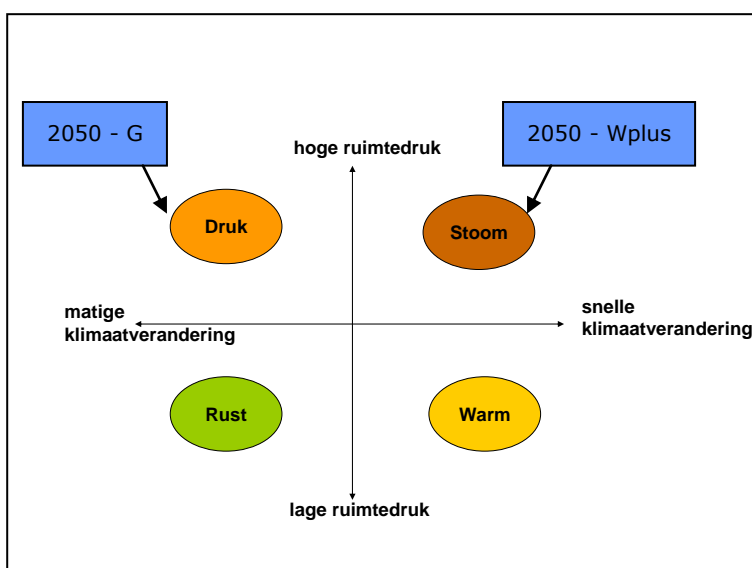 2050 - G
2050 - Wplus
hoge ruimtedruk
Druk
Stoom
matige
klimaatverandering
snelle
klimaatverandering
Rust
Warm
lage ruimtedruk